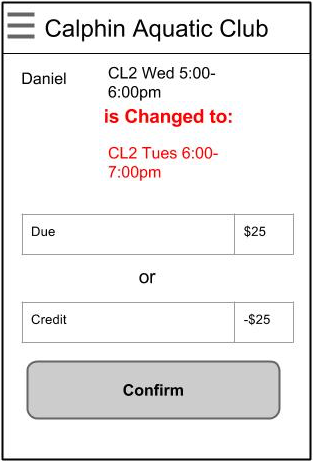 Calphin Aquatic Club
Daniel
CL2 Wed 5:00-
6:00pm
is Changed to:
CL2 Tues 6:00-
7:00pm
Due $25
or
Credit -$25
Confirm